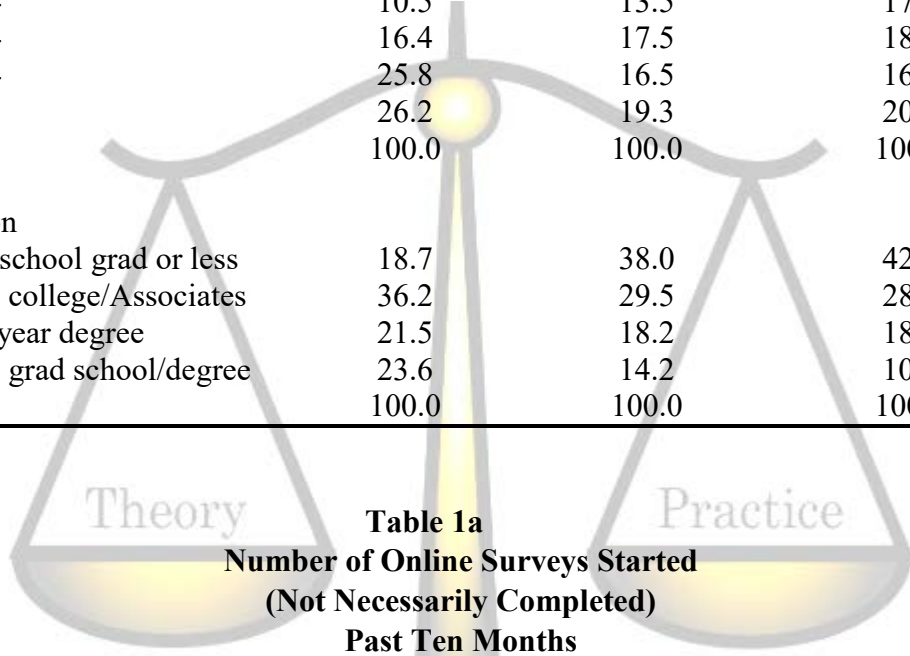 10.5 13.5 17
16.4 17.5 18
25.8 16.5 16
26.2 19.3 20
100.0 100.0 100
n
school grad or less 18.7 38.0 42
college/Associates 36.2 29.5 28
year degree 21.5 18.2 18
grad school/degree 23.6 14.2 10
100.0 100.0 100
Theory Practice
Table 1a
Number of Online Surveys Started
(Not Necessarily Completed)
Past Ten Months